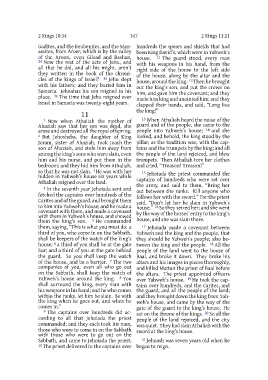 2 Kings 10:34
347
2 Kings 11:21
Gadites, and the Reubenites, and the Manassites, from Aroer, which is by the valley
of the Arnon, even Gilead and Bashan.
34 Now the rest of the acts of Jehu, and
all that he did, and all his might, aren't
they written in the book of the chronicles of the kings of Israel? 35 Jehu slept
with his fathers; and they buried him in
Samaria. Jehoahaz his son reigned in his
place. 36 The time that Jehu reigned over
Israel in Samaria was twenty-eight years.
11
1 Now when Athaliah the mother of
Ahaziah saw that her son was dead, she
arose and destroyed all the royal offspring.
2 But Jehosheba, the daughter of King
Joram, sister of Ahaziah, took Joash the
son of Ahaziah, and stole him away from
among the king's sons who were slain, even
him and his nurse, and put them in the
bedroom; and they hid him from Athaliah,
so that he was not slain. 3 He was with her
hidden in Yahweh's house six years while
Athaliah reigned over the land.
4 In the seventh year Jehoiada sent and
fetched the captains over hundreds of the
Carites and of the guard, and brought them
to him into Yahweh's house; and he made a
covenant with them, and made a covenant
with them in Yahweh's house, and showed
them the king's son. 5 He commanded
them, saying, "This is what you must do: a
third of you, who come in on the Sabbath,
shall be keepers of the watch of the king's
house; 6 a third of you shall be at the gate
Sur; and a third of you at the gate behind
the guard. So you shall keep the watch
of the house, and be a barrier. 7 The two
companies of you, even all who go out
on the Sabbath, shall keep the watch of
Yahweh's house around the king. 8 You
shall surround the king, every man with
his weapons in his hand; and he who comes
within the ranks, let him be slain. Be with
the king when he goes out, and when he
comes in."
9 The captains over hundreds did according to all that Jehoiada the priest
commanded; and they each took his men,
those who were to come in on the Sabbath
with those who were to go out on the
Sabbath, and came to Jehoiada the priest.
10 The priest delivered to the captains over
hundreds the spears and shields that had
been king David's, which were in Yahweh's
house. 11 The guard stood, every man
with his weapons in his hand, from the
right side of the house to the left side
of the house, along by the altar and the
house, around the king. 12 Then he brought
out the king's son, and put the crown on
him, and gave him the covenant; and they
made him king and anointed him; and they
clapped their hands, and said, "Long live
the king!"
13 When Athaliah heard the noise of the
guard and of the people, she came to the
people into Yahweh's house; 14 and she
looked, and behold, the king stood by the
pillar, as the tradition was, with the captains and the trumpets by the king; and all
the people of the land rejoiced, and blew
trumpets. Then Athaliah tore her clothes
and cried, "Treason! Treason!"
15 Jehoiada the priest commanded the
captains of hundreds who were set over
the army, and said to them, "Bring her
out between the ranks. Kill anyone who
follows her with the sword." For the priest
said, "Don't let her be slain in Yahweh's
house." 16 So they seized her; and she went
by the way of the horses' entry to the king's
house, and she was slain there.
17 Jehoiada made a covenant between
Yahweh and the king and the people, that
they should be Yahweh's people; also between the king and the people. 18 All the
people of the land went to the house of
Baal, and broke it down. They broke his
altars and his images in pieces thoroughly,
and killed Mattan the priest of Baal before
the altars. The priest appointed officers
over Yahweh's house. 19 He took the captains over hundreds, and the Carites, and
the guard, and all the people of the land;
and they brought down the king from Yahweh's house, and came by the way of the
gate of the guard to the king's house. He
sat on the throne of the kings. 20 So all the
people of the land rejoiced, and the city
was quiet. They had slain Athaliah with the
sword at the king's house.
21 Jehoash was seven years old when he
began to reign.